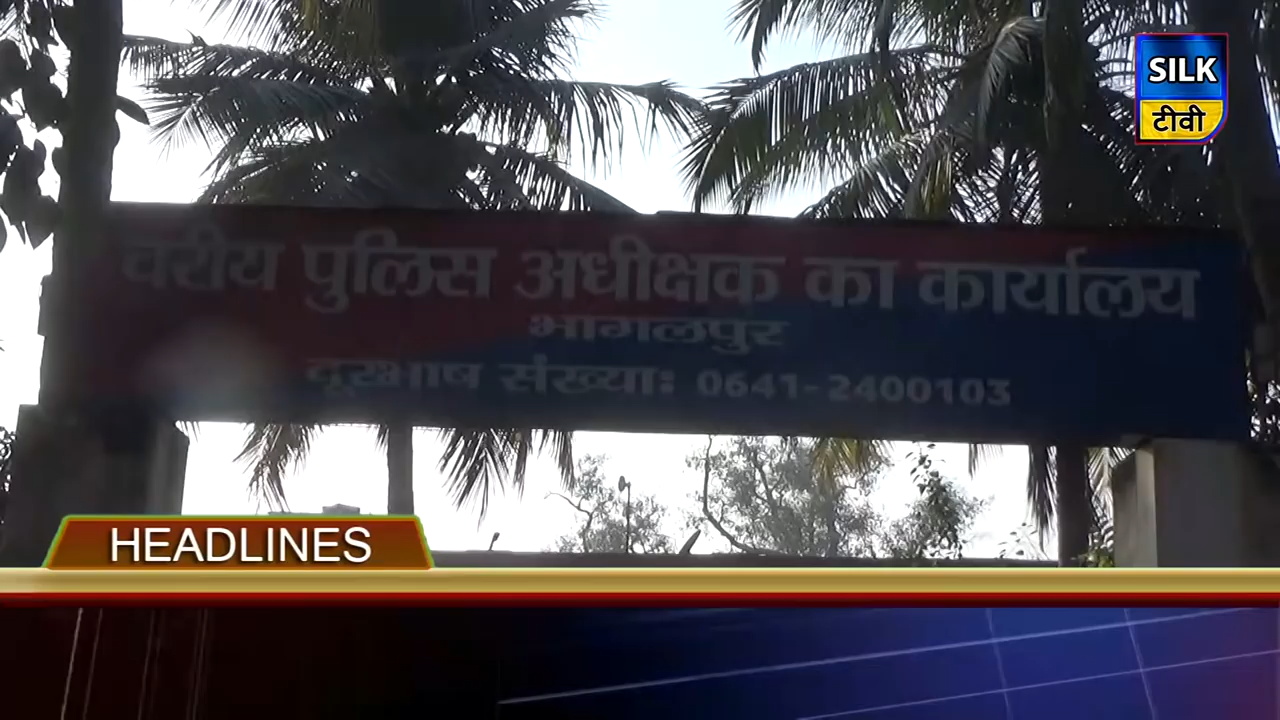 SILK
टीवी
वरीय पुलिस अधीक्षक का कार्यालय
भागलपुर
दूरभाष संख्याः 0641-2400103
HEADLINES